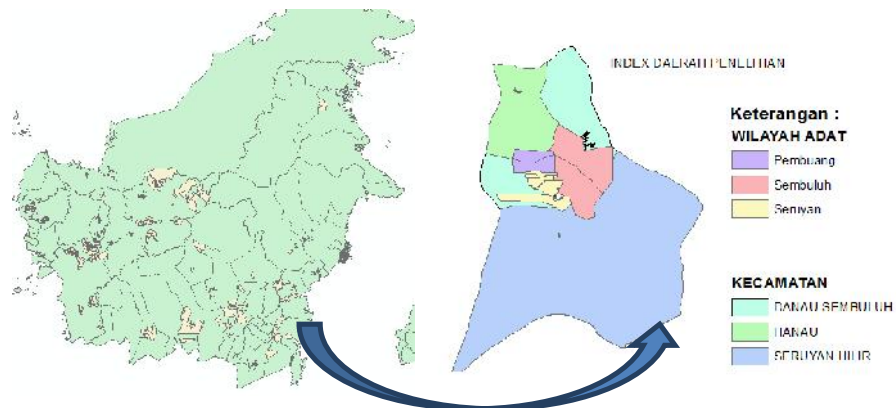 INDEX DAERAH PENELITIAN
Keterangan :
WILAYAH ADAT
Pembuang
Sembuluh
Seruyan
KECAMATAN
DANAU SEMBULUH
HANAU
SERUYAN HILIR